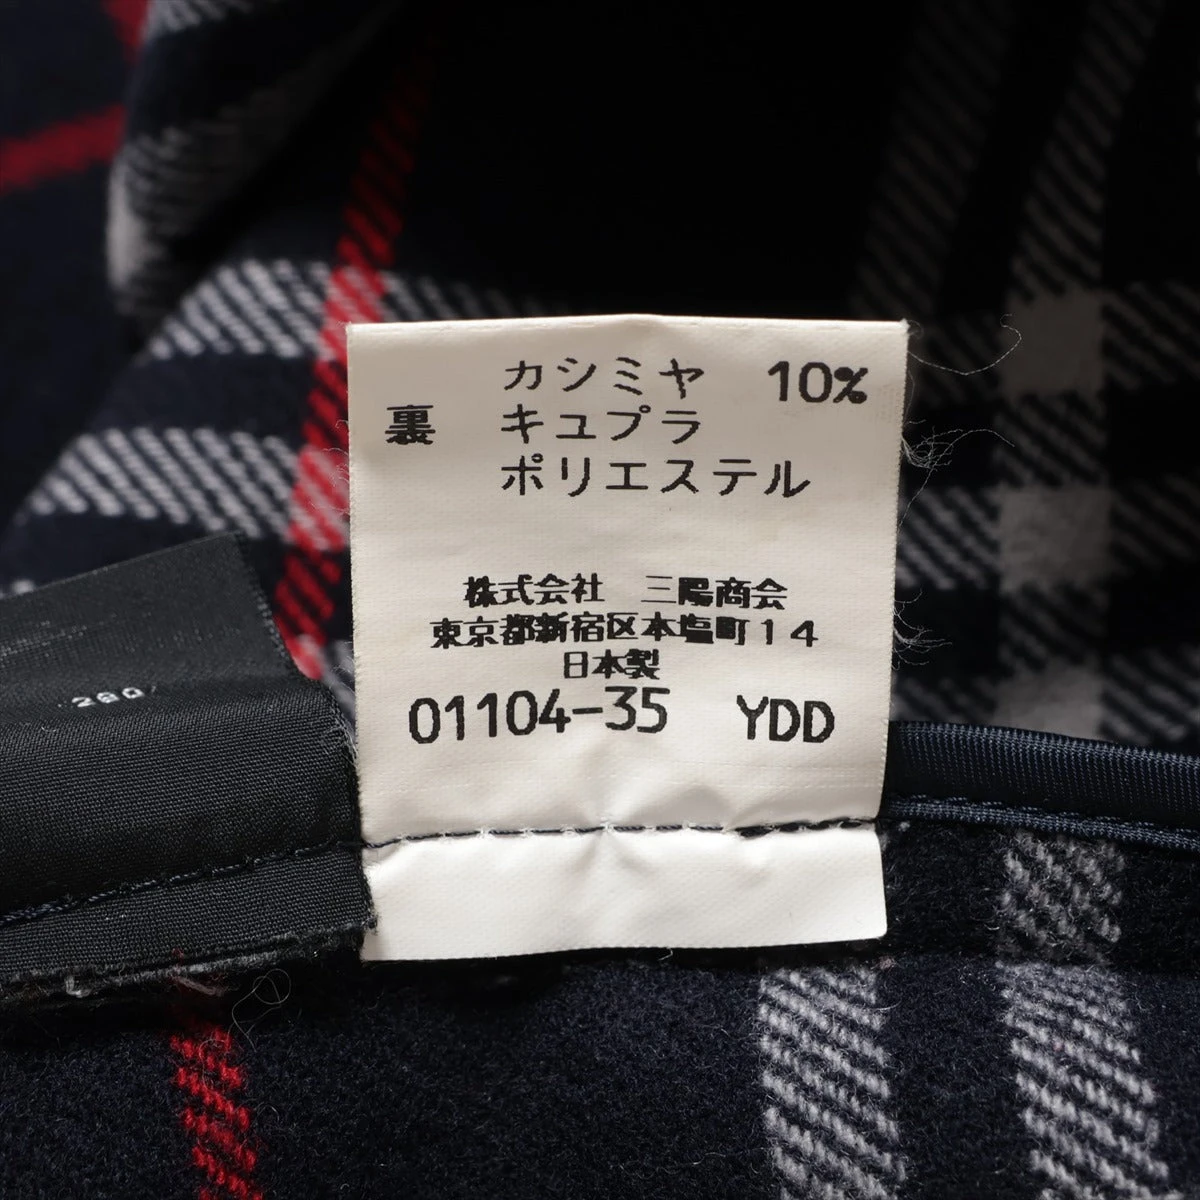 カシミヤ 10%
裏 キュプラ
ポリエステル
株式会社 三陽商会
東京都新宿区本塩町14
日本製
01104-35 YDD
280